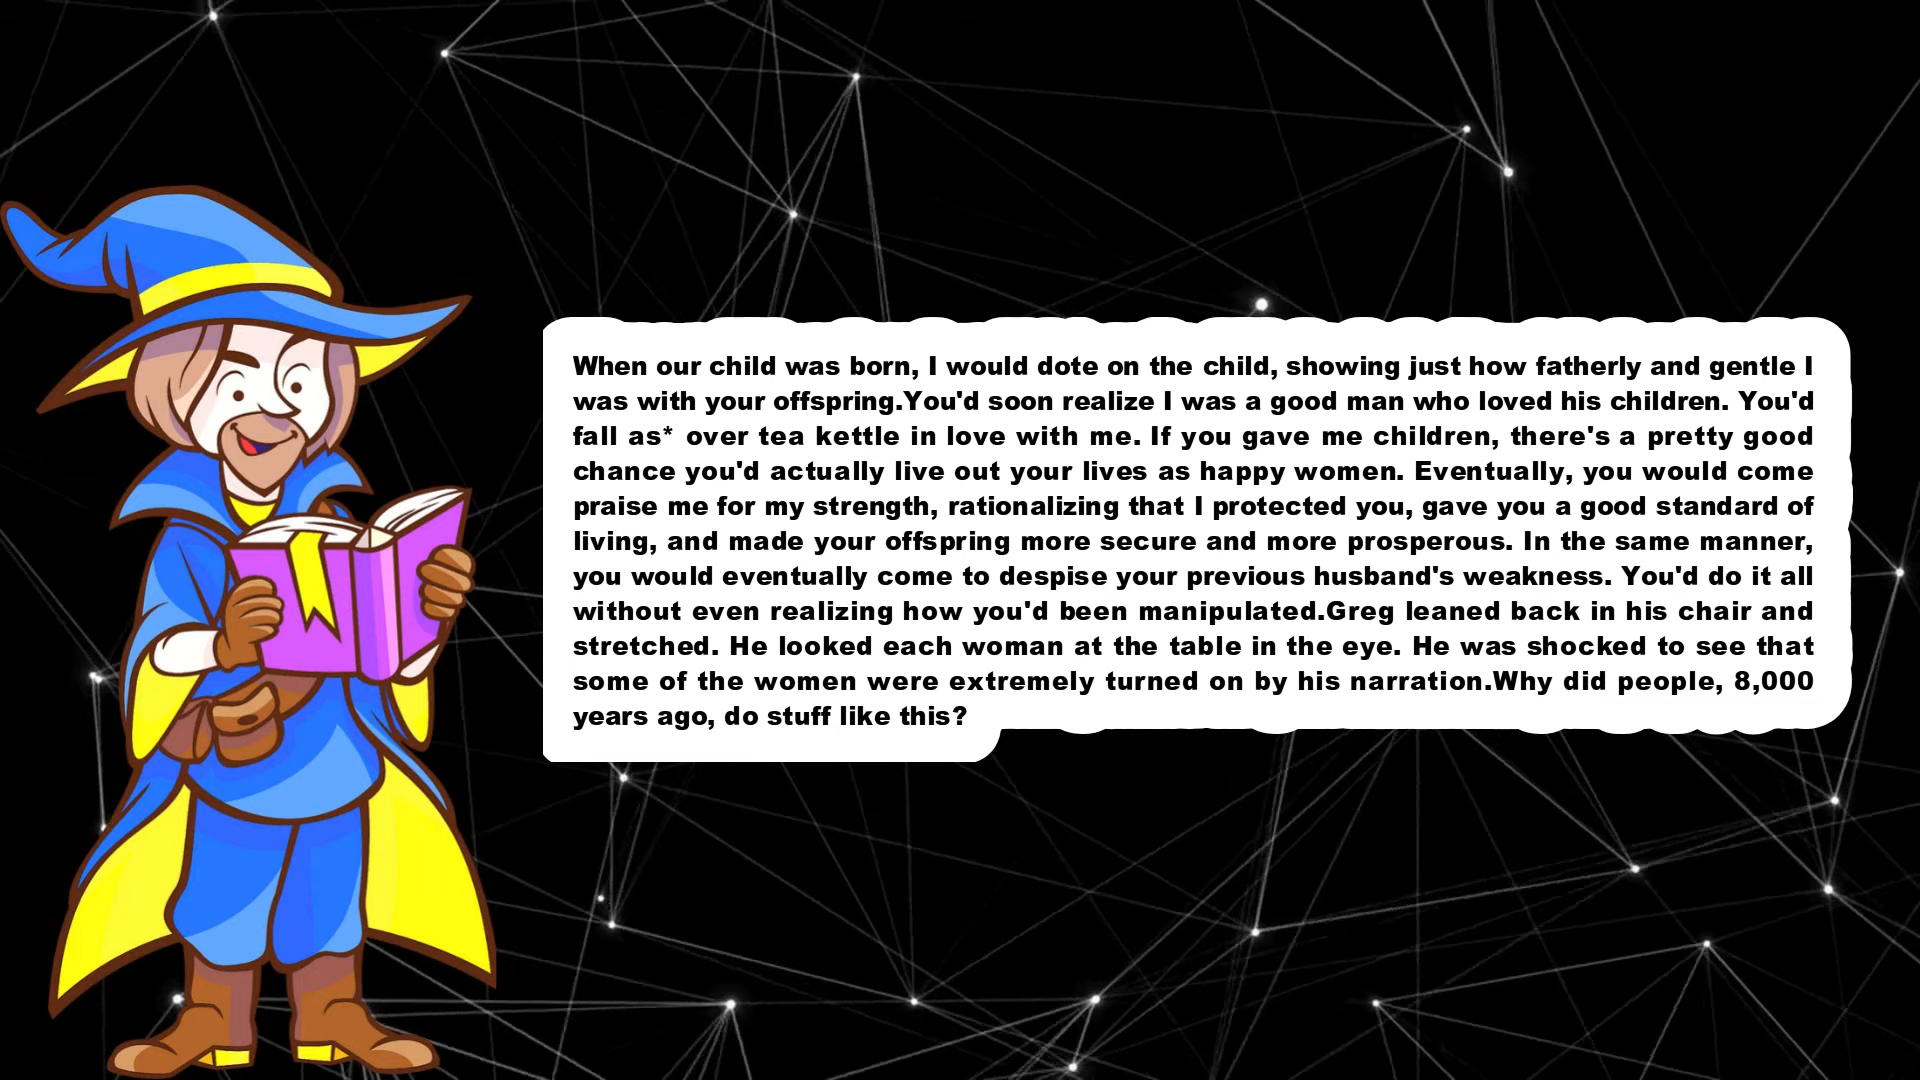 When our child was born, I would dote on the child, showing just how fatherly and gentle I
was with your offspring.You'd soon realize I was a good man who loved his children. You'd
fall as* over tea kettle in love with me. If you gave me children, there's a pretty good
chance you'd actually live out your lives as happy women. Eventually, you would come
praise me for my strength, rationalizing that I protected you, gave you a good standard of
living, and made your offspring more secure and more prosperous. In the same manner,
you would eventually come to despise your previous husband's weakness. You'd do it all
without even realizing how you'd been manipulated.Greg leaned back in his chair and
stretched. He looked each woman at the table in the eye. He was shocked to see that
some of the women were extremely turned on by his narration.Why did people, 8,000
years ago, do stuff like this?